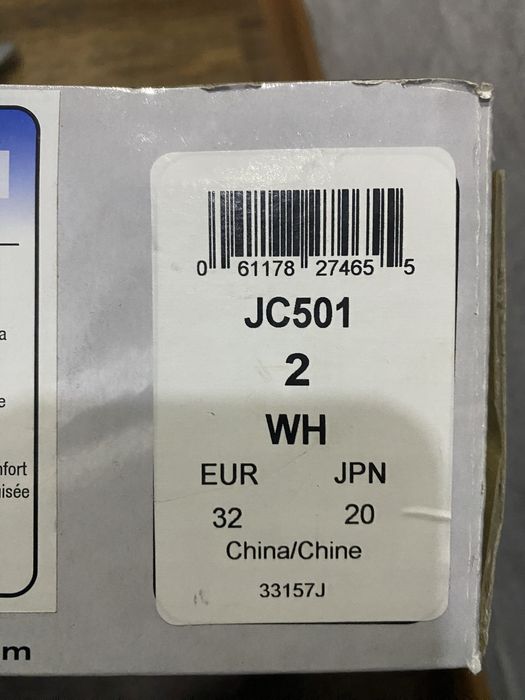 0 61178 27465 5
JC501
2
WH
EUR JPN
32 20
China/Chine
33157J
a
e
nfort
isée
m